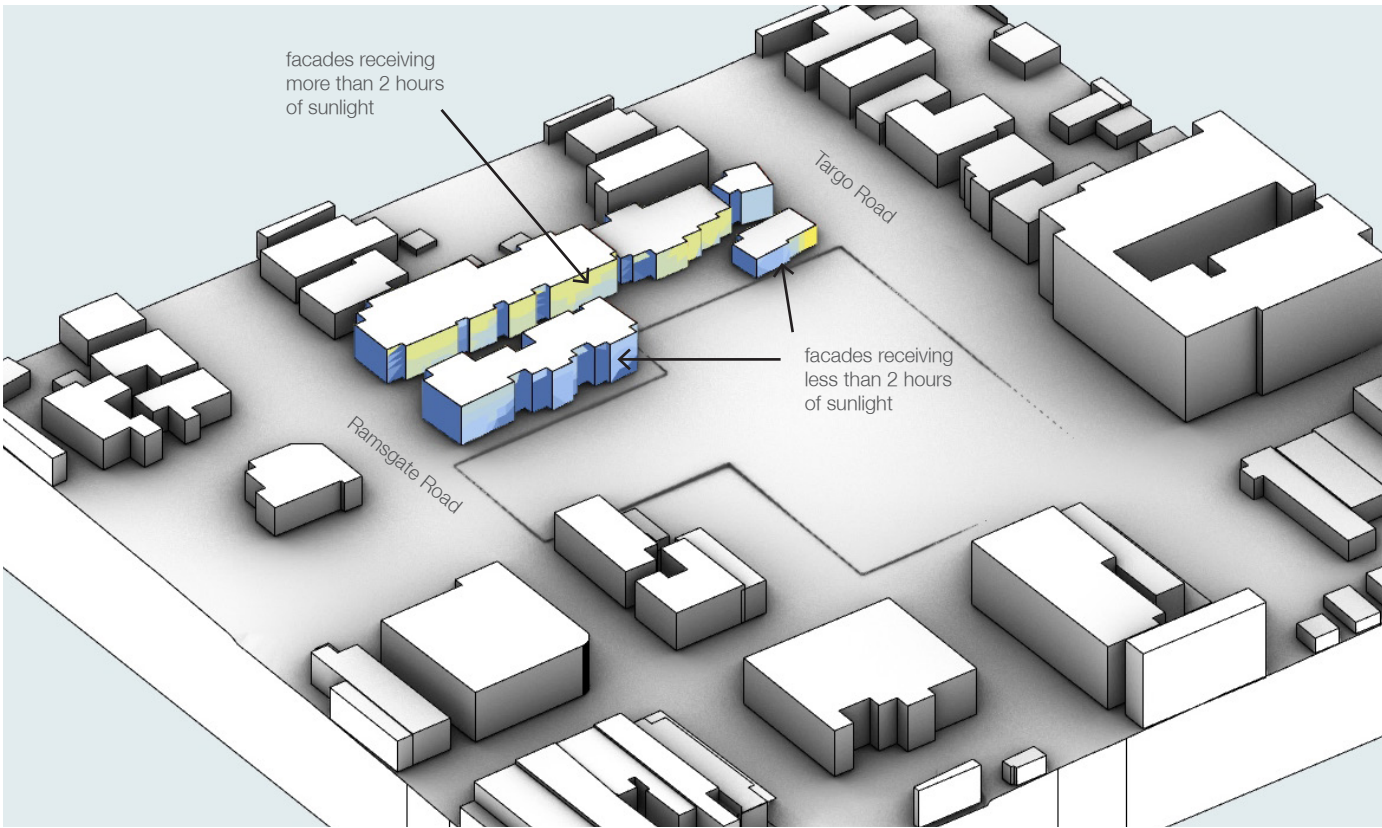 facades receiving
more than 2 hours
of sunlight
Targo Road
facades receiving
less than 2 hours
of sunlight
Ramsgate Road